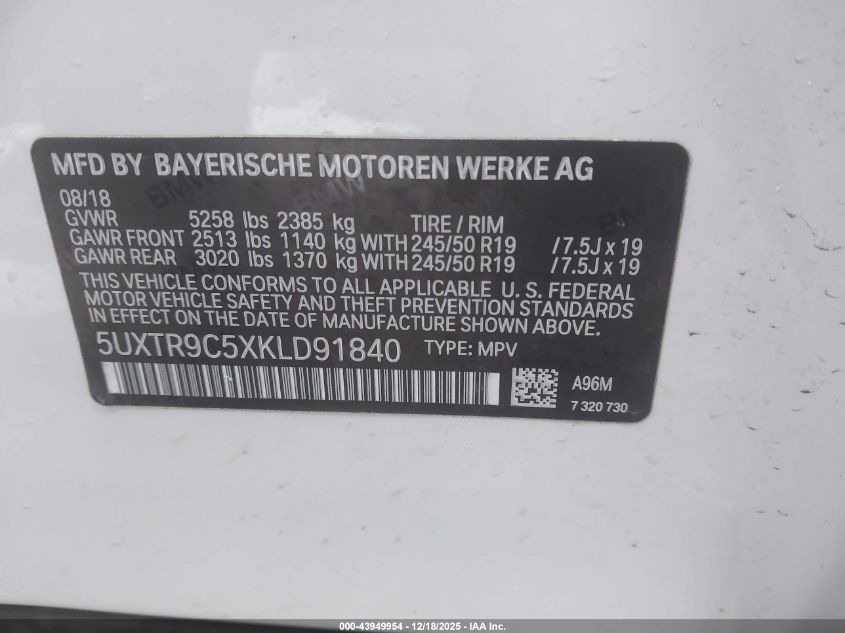 MFD BY BAYERISCHE MOTOREN WERKE AG
08/18
GVWR 5258 lbs 2385 kg TIRE / RIM
GAWR FRONT 2513 lbs 1140 kg WITH 245/50 R19 /7.5J x 19
GAWR REAR 3020 lbs 1370 kg WITH 245/50 R19 /7.5J x 19
THIS VEHICLE CONFORMS TO ALL APPLICABLE U. S. FEDERAL
MOTOR VEHICLE SAFETY AND THEFT PREVENTION STANDARDS
IN EFFECT ON THE DATE OF MANUFACTURE SHOWN ABOVE.
5UXTR9C5XKLD91840 TYPE: MPV
A96M
7 320 730
000-43949954 | 12/18/2025 - IAA Inc.